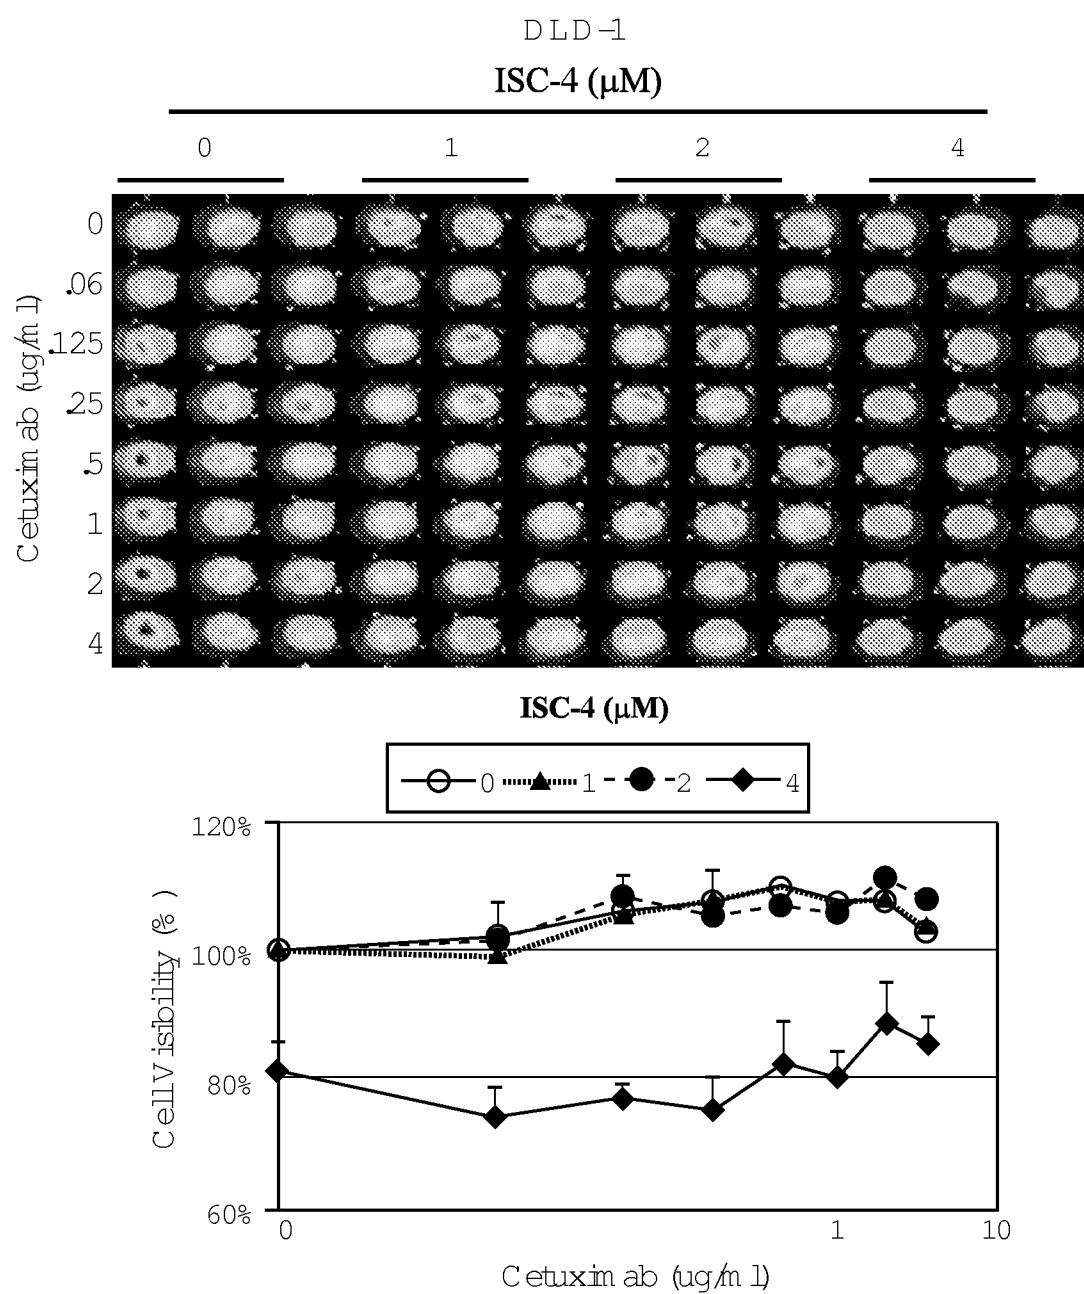 DLD-1
ISC-4 (μM)
0 1 2 4
Cetuximab (ug/ml)
0
.06
.125
.25
.5
1
2
4
ISC-4 (μM)
0 1 2 4
120%
100%
80%
60%
Cell Visibility (%)
0 1 10
Cetuximab (ug/ml)